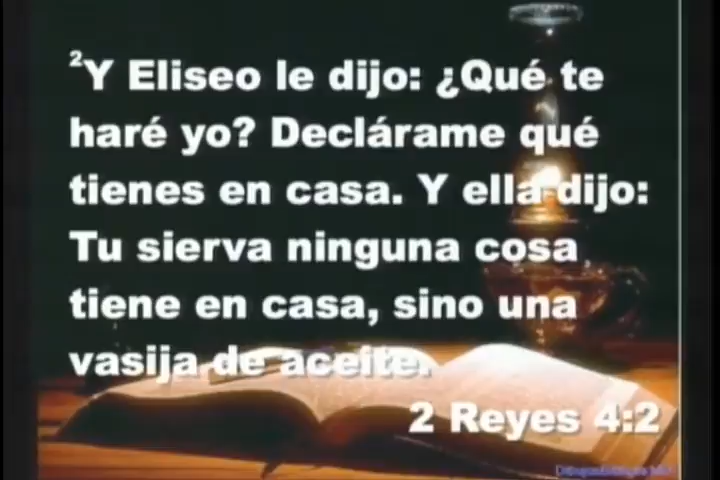 ²Y Eliseo le dijo: ¿Qué te
haré yo? Declárame qué
tienes en casa. Y ella dijo:
Tu sierva ninguna cosa
tiene en casa, sino una
vasija de aceite.
2 Reyes 4:2